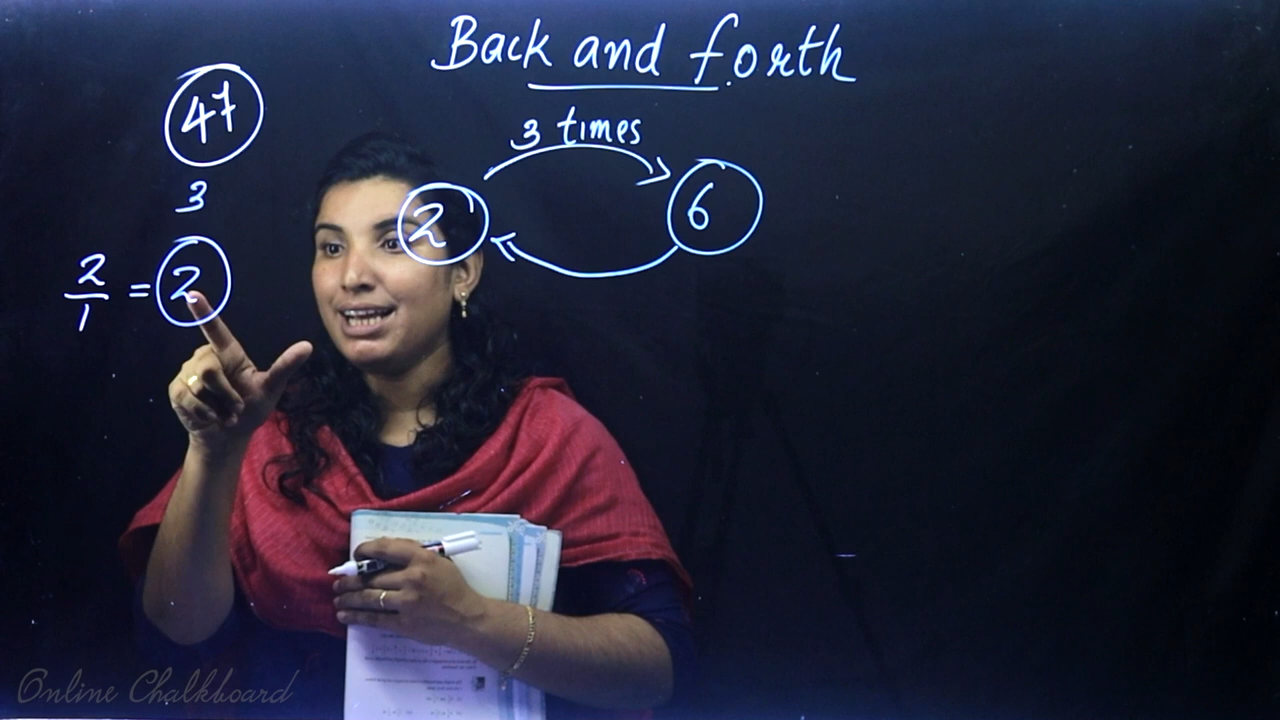 Back and forth
47
3 times
3
2
6
2/1 = 2
Online Chalkboard